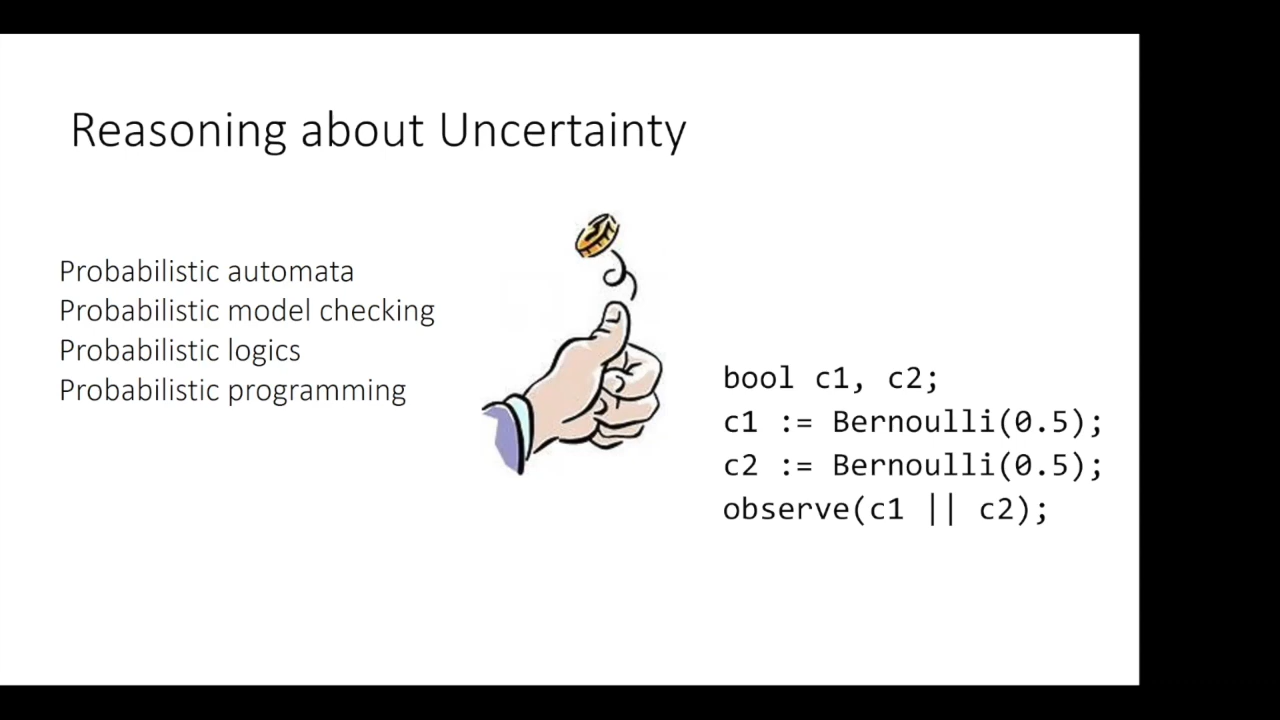 Reasoning about Uncertainty
Probabilistic automata
Probabilistic model checking
Probabilistic logics
Probabilistic programming
bool c1, c2;
c1 := Bernoulli(0.5);
c2 := Bernoulli(0.5);
observe(c1 || c2);